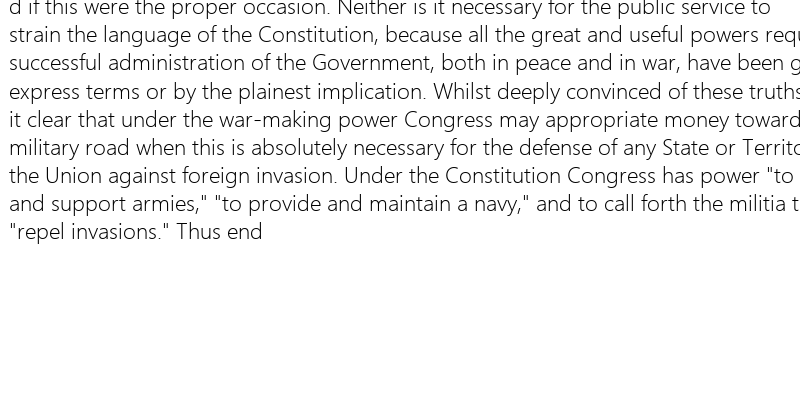 d if this were the proper occasion. Neither is it necessary for the public service to
strain the language of the Constitution, because all the great and useful powers
successful administration of the Government, both in peace and in war, have been
express terms or by the plainest implication. Whilst deeply convinced of these truths
it clear that under the war-making power Congress may appropriate money toward
military road when this is absolutely necessary for the defense of any State or
the Union against foreign invasion. Under the Constitution Congress has power "to
and support armies," "to provide and maintain a navy," and to call forth the militia
"repel invasions." Thus end